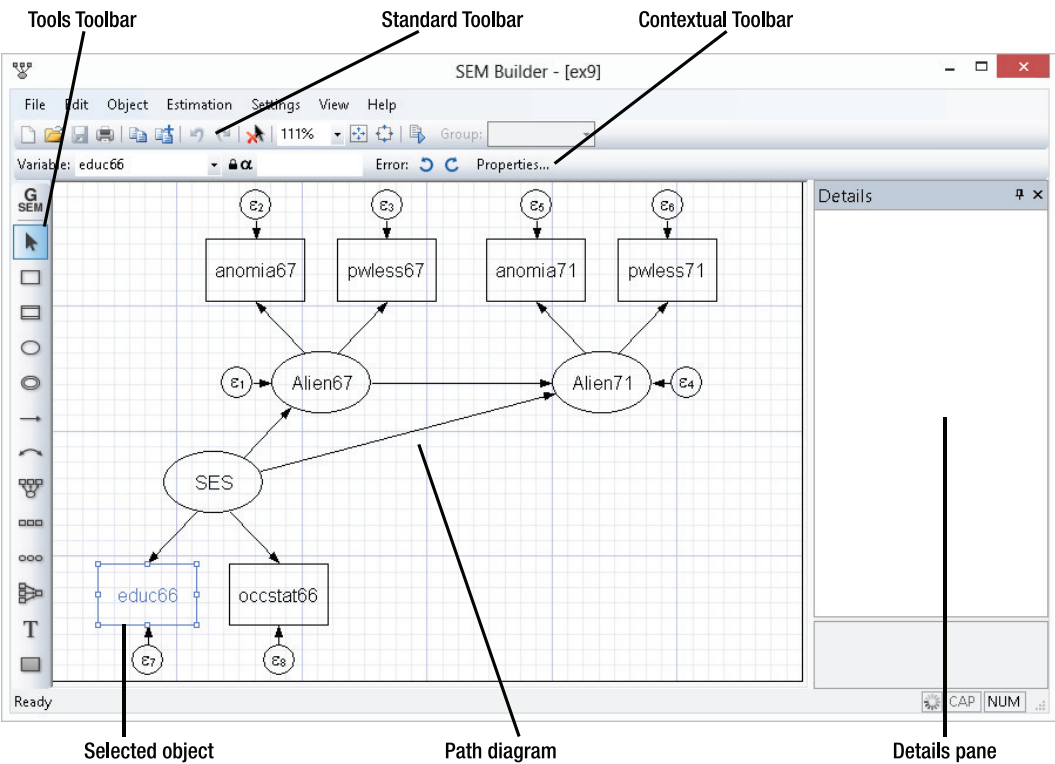 Tools Toolbar
Standard Toolbar
Contextual Toolbar
SEM Builder - [ex9]
File Edit Object Estimation Settings View Help
111% Group:
Variable: educ66 α Error: Properties...
G
SEM
Details
ε2
ε3
ε5
ε6
anomia67
pwless67
anomia71
pwless71
ε1
Alien67
Alien71
ε4
SES
educ66
occstat66
T
ε7
ε8
Ready
CAP NUM
Selected object
Path diagram
Details pane